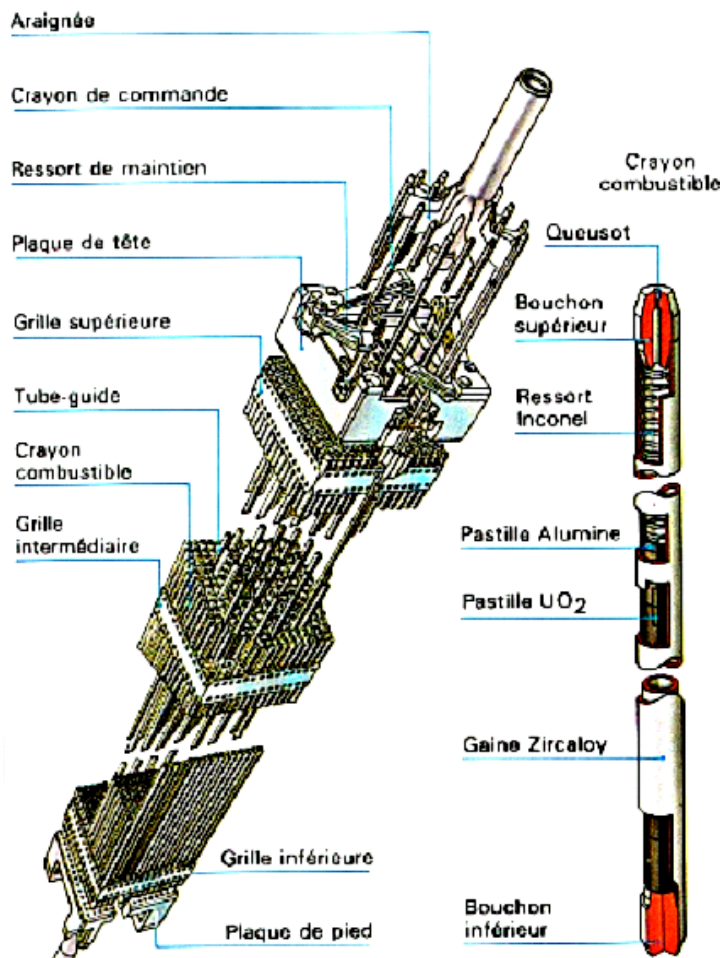 Araignée
Crayon de commande
Ressort de maintien
Plaque de tête
Grille supérieure
Tube-guide
Crayon
combustible
Grille
intermédiaire
Grille inférieure
Plaque de pied
Crayon
combustible
Queusot
Bouchon
supérieur
Ressort
Inconel
Pastille Alumine
Pastille UO2
Gaine Zircaloy
Bouchon
inférieur